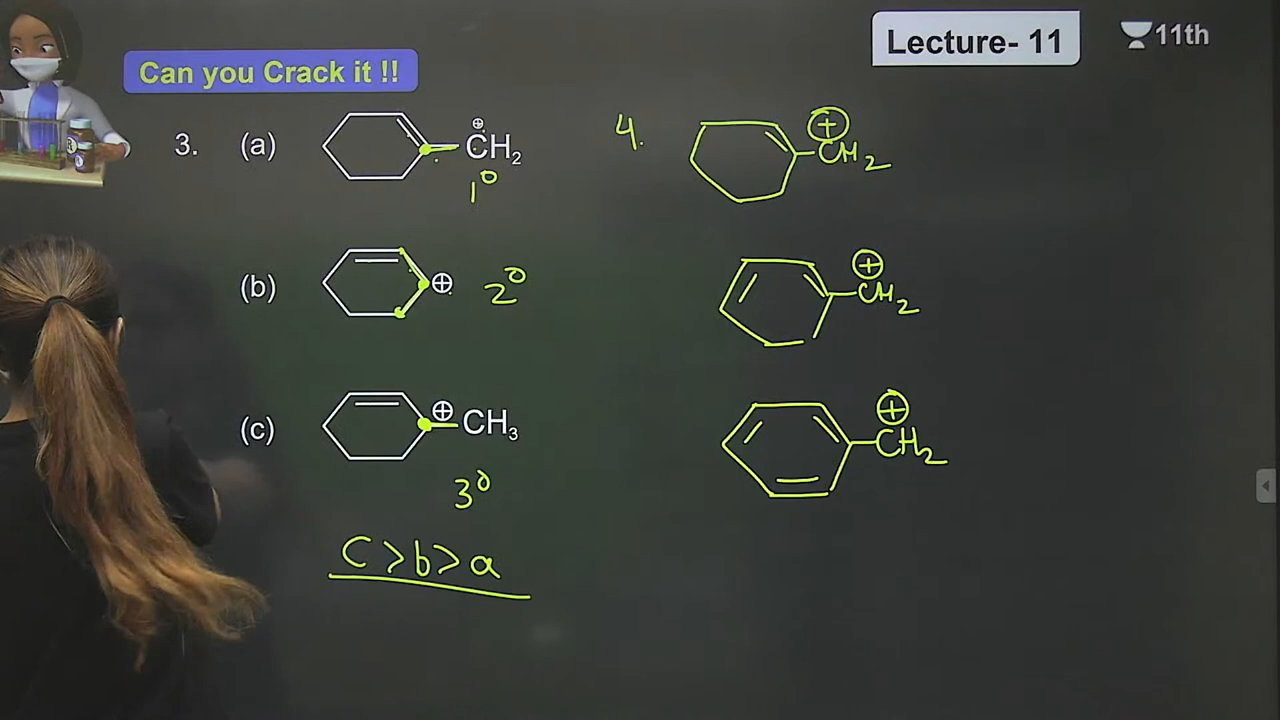 Lecture- 11
11th
Can you Crack it !!
3. (a) ⊕ CH₂
1°
(b) ⊕ 2°
(c) ⊕ CH₃
3°
C > b > a
4. ⊕ CH₂
⊕ CH₂
⊕ CH₂